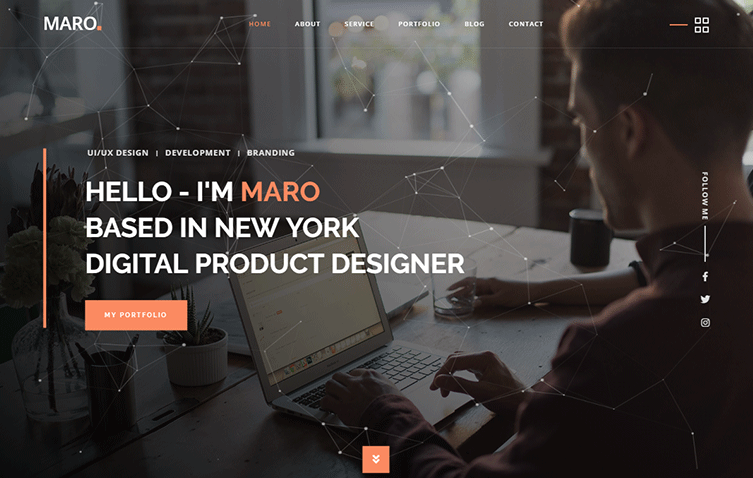 MARO.
HOME ABOUT SERVICE PORTFOLIO BLOG CONTACT
UI/UX DESIGN | DEVELOPMENT | BRANDING
HELLO - I'M MARO
BASED IN NEW YORK
DIGITAL PRODUCT DESIGNER
MY PORTFOLIO
FOLLOW ME